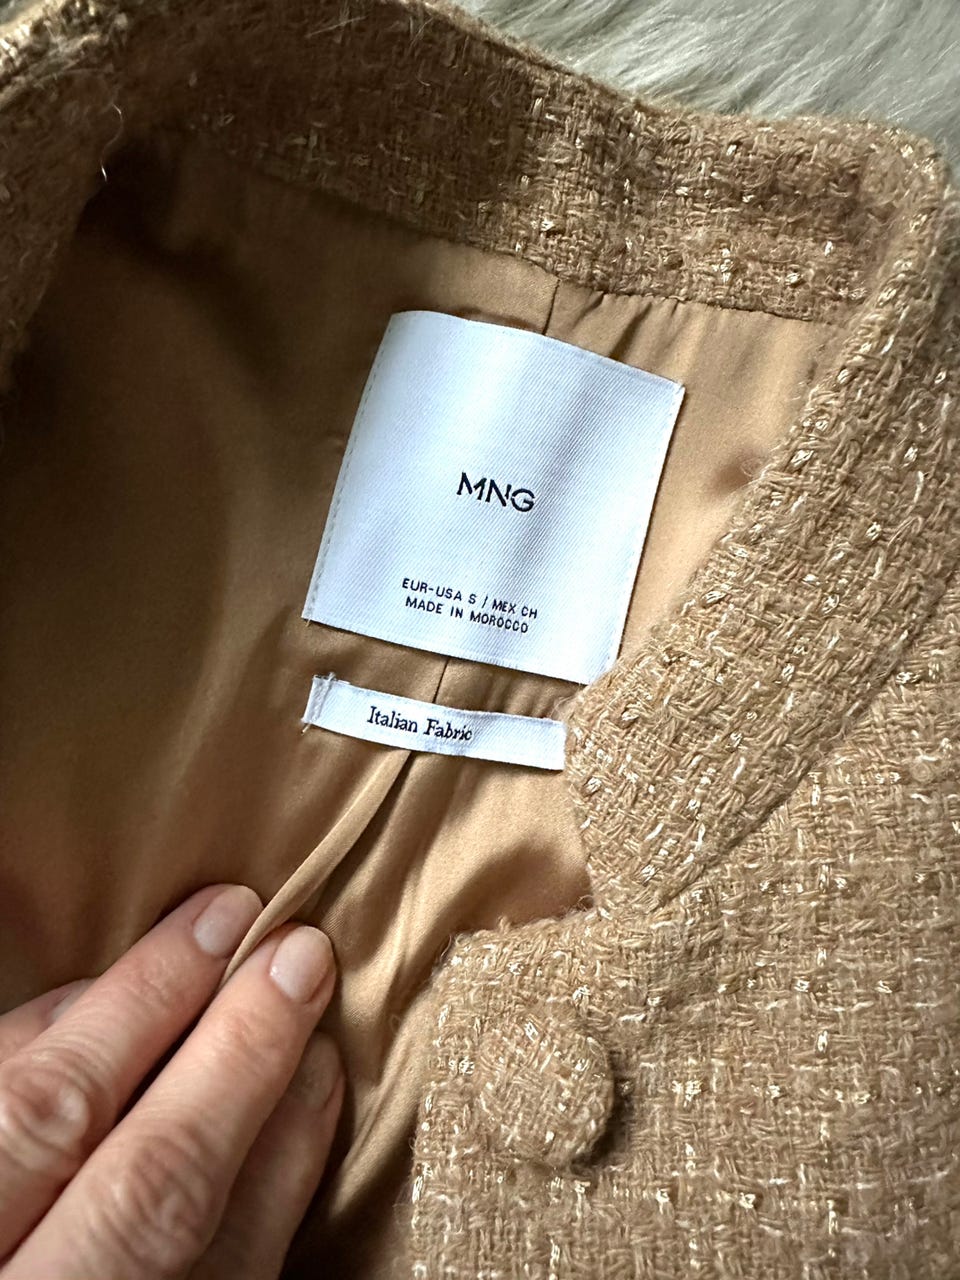 MNG
EUR-USA S / MEX CH
MADE IN MOROCCO
Italian Fabric